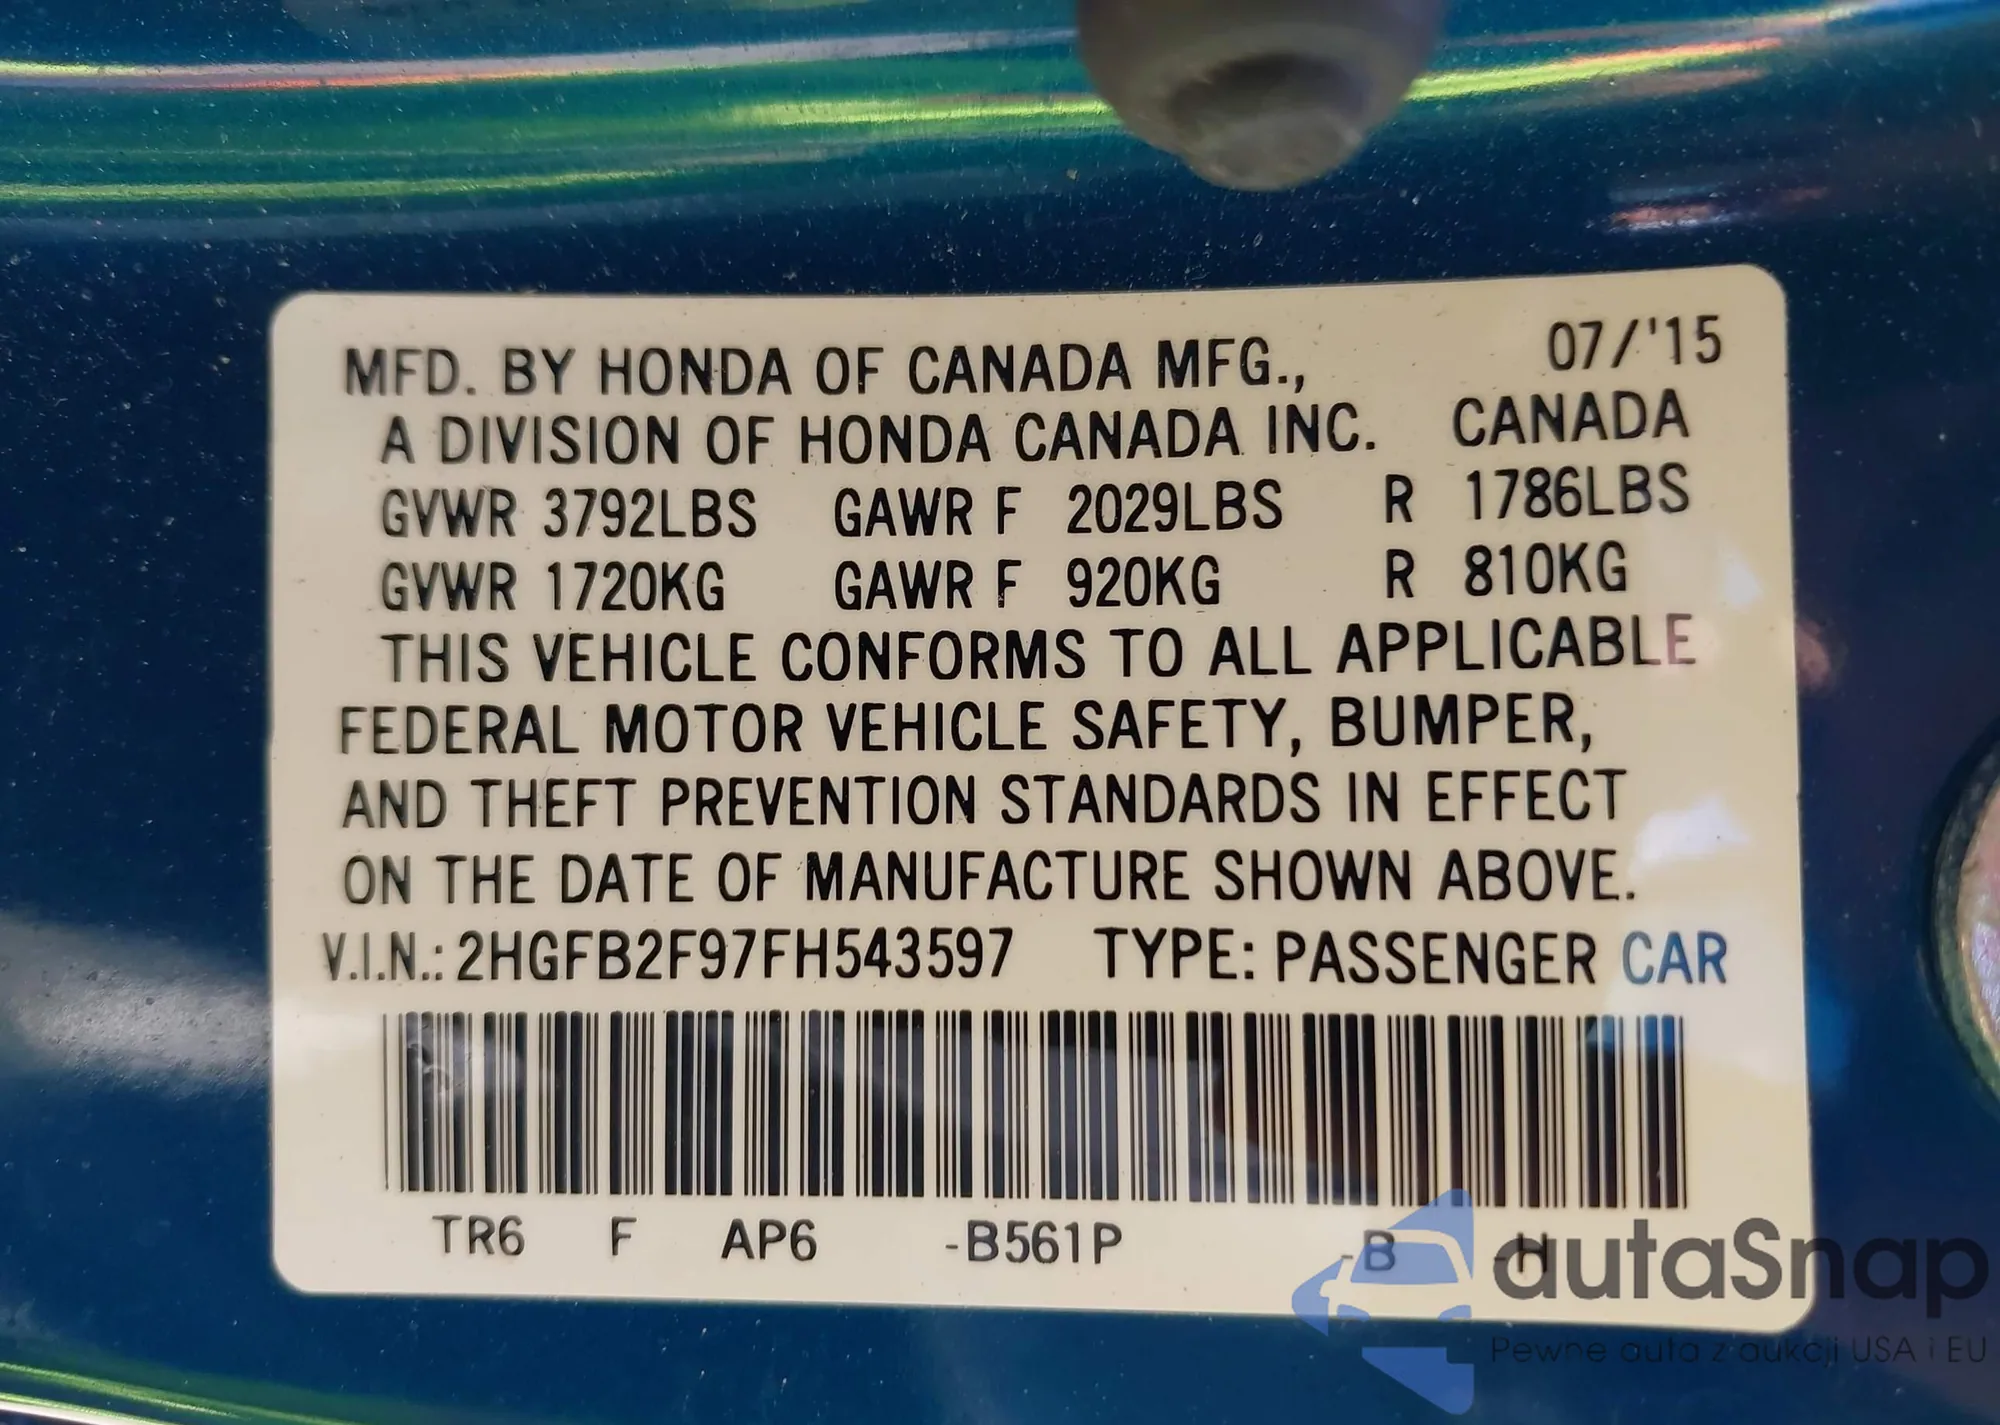 MFD. BY HONDA OF CANADA MFG., 07/'15
A DIVISION OF HONDA CANADA INC. CANADA
GVWR 3792LBS GAWR F 2029LBS R 1786LBS
GVWR 1720KG GAWR F 920KG R 810KG
THIS VEHICLE CONFORMS TO ALL APPLICABLE
FEDERAL MOTOR VEHICLE SAFETY, BUMPER,
AND THEFT PREVENTION STANDARDS IN EFFECT
ON THE DATE OF MANUFACTURE SHOWN ABOVE.
V.I.N.: 2HGFB2F97FH543597 TYPE: PASSENGER CAR
TR6 F AP6 -B561P -B -H
autaSnap
Pewne auta z aukcji USA i EU